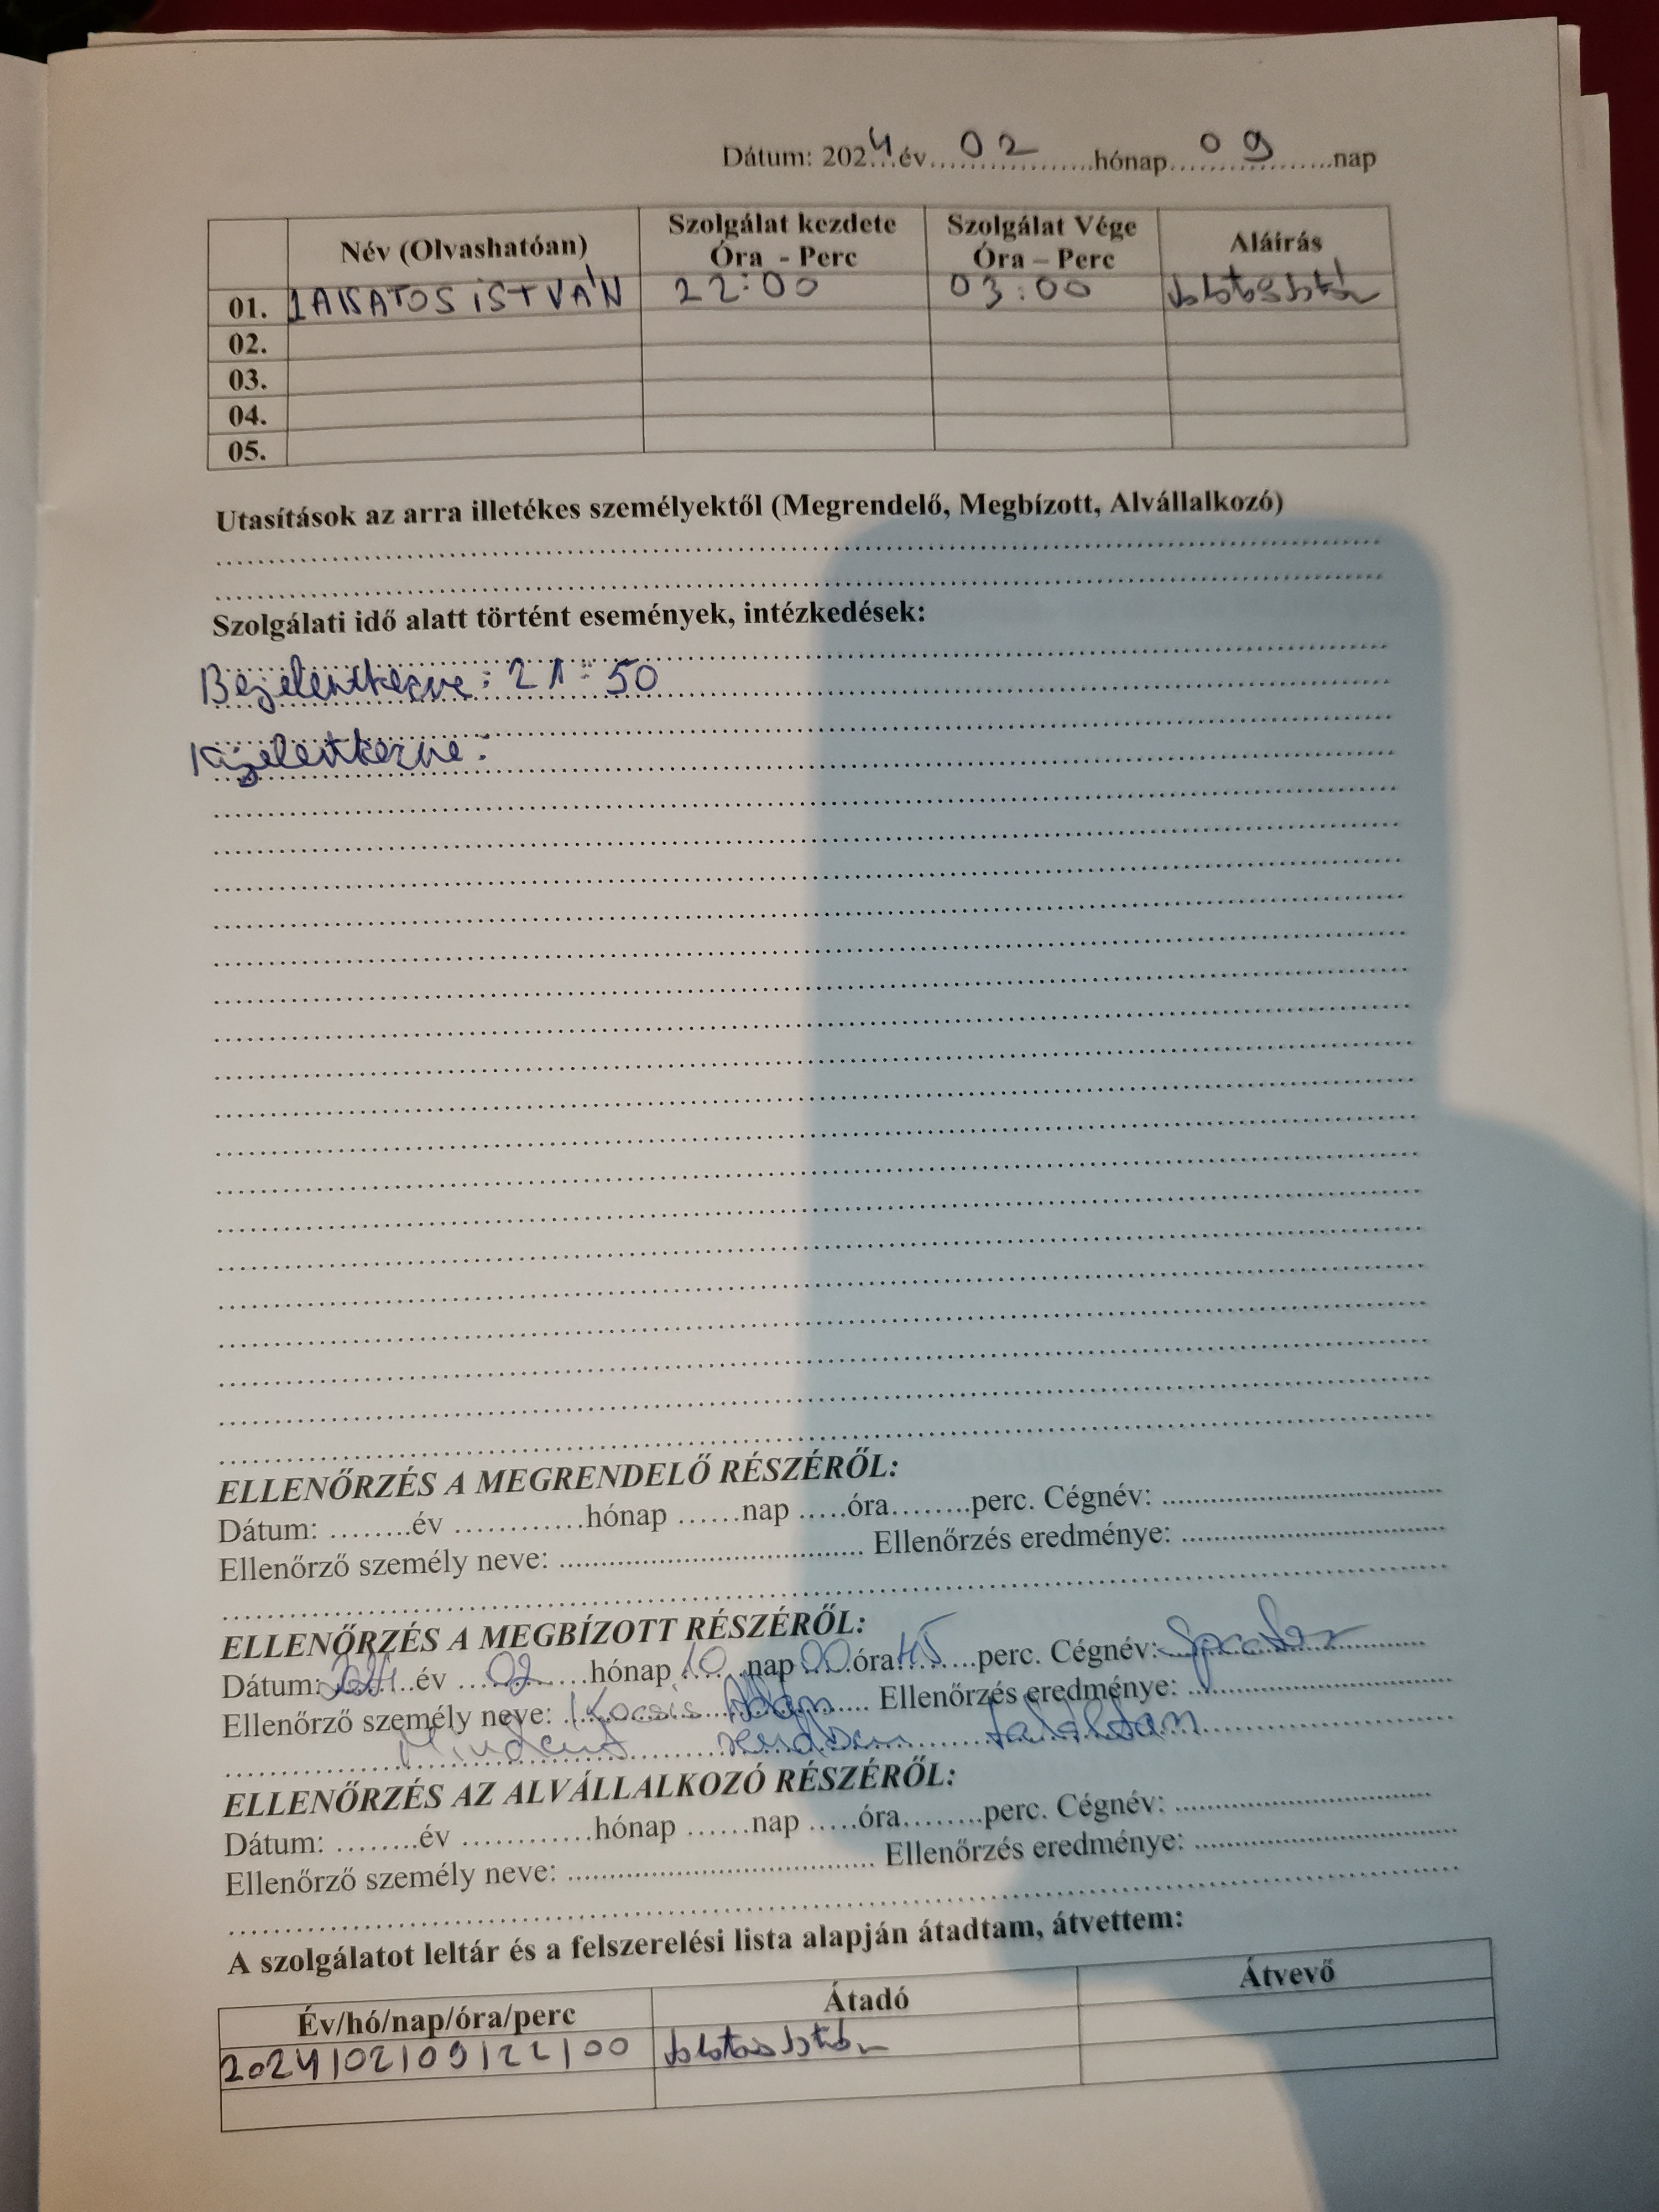 Dátum: 2024 év 02 hónap 09 nap
Név (Olvashatóan) Szolgálat kezdete Óra - Perc Szolgálat Vége Óra – Perc Aláírás
01. LAKATOS ISTVÁN 22:00 03:00 Lakatos István
02.
03.
04.
05.
Utasítások az arra illetékes személyektől (Megrendelő, Megbízott, Alvállalkozó)
Szolgálati idő alatt történt események, intézkedések:
Bejelentkezve: 21:50
Kijelentkezve:
ELLENŐRZÉS A MEGRENDELŐ RÉSZÉRŐL:
Dátum: ........év ............hónap ......nap .....óra........perc. Cégnév: ..............................
Ellenőrző személy neve: .................................. Ellenőrzés eredménye: ..............................
ELLENŐRZÉS A MEGBÍZOTT RÉSZÉRŐL:
Dátum: 2024 év 02 hónap 10 nap 00 óra 45 perc. Cégnév:
Ellenőrző személy neve: Kocsis Ádám Ellenőrzés eredménye:
Mindent rendben találtam
ELLENŐRZÉS AZ ALVÁLLALKOZÓ RÉSZÉRŐL:
Dátum: ........év ............hónap ......nap .....óra........perc. Cégnév: ..............................
Ellenőrző személy neve: .................................. Ellenőrzés eredménye: ..............................
A szolgálatot leltár és a felszerelési lista alapján átadtam, átvettem:
Év/hó/nap/óra/perc Átadó Átvevő
2024/02/09/22/00 Lakatos István